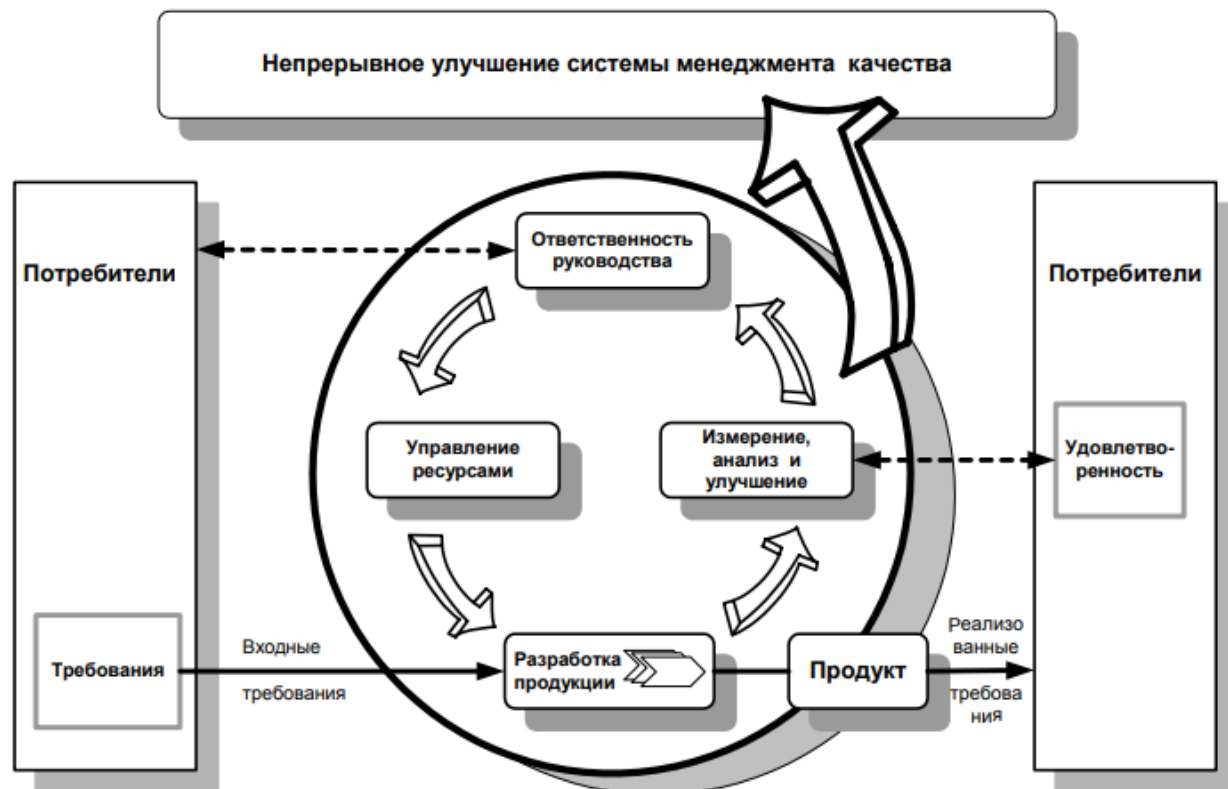 Непрерывное улучшение системы менеджмента качества
Потребители
Ответственность
руководства
Потребители
Управление
ресурсами
Измерение,
анализ и
улучшение
Удовлетво-
ренность
Требования
Входные
требования
Разработка
продукции
Продукт
Реализо
ванные
требова
ния